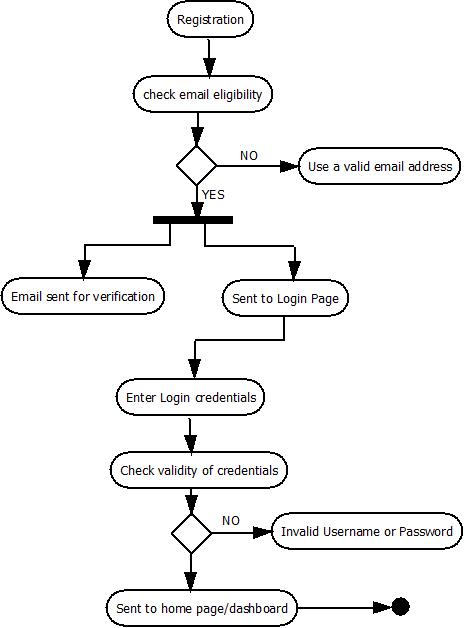 Registration
check email eligibility
NO
Use a valid email address
YES
Email sent for verification
Sent to Login Page
Enter Login credentials
Check validity of credentials
NO
Invalid Username or Password
Sent to home page/dashboard